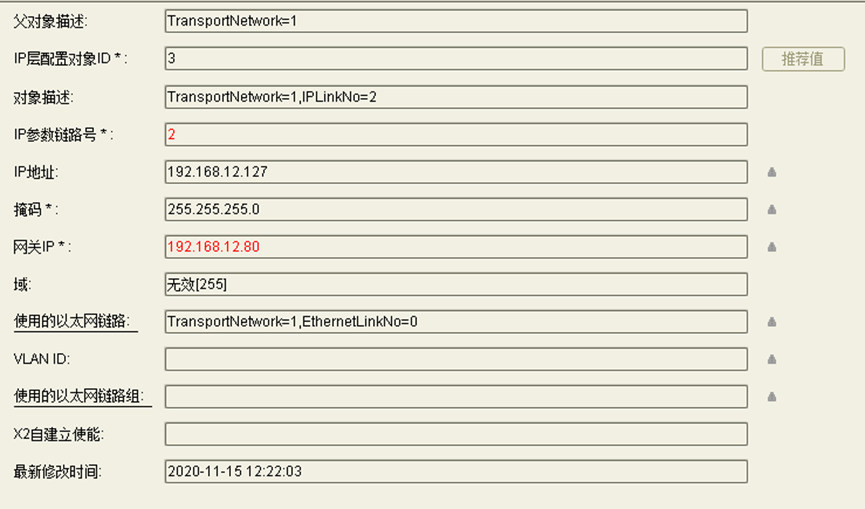 父对象描述: TransportNetwork=1
IP层配置对象ID * : 3 推荐值
对象描述: TransportNetwork=1,IPLinkNo=2
IP参数链路号 * : 2
IP地址: 192.168.12.127
掩码 * : 255.255.255.0
网关IP * : 192.168.12.80
域: 无效[255]
使用的以太网链路: TransportNetwork=1,EthernetLinkNo=0
VLAN ID:
使用的以太网链路组:
X2自建立使能:
最新修改时间: 2020-11-15 12:22:03